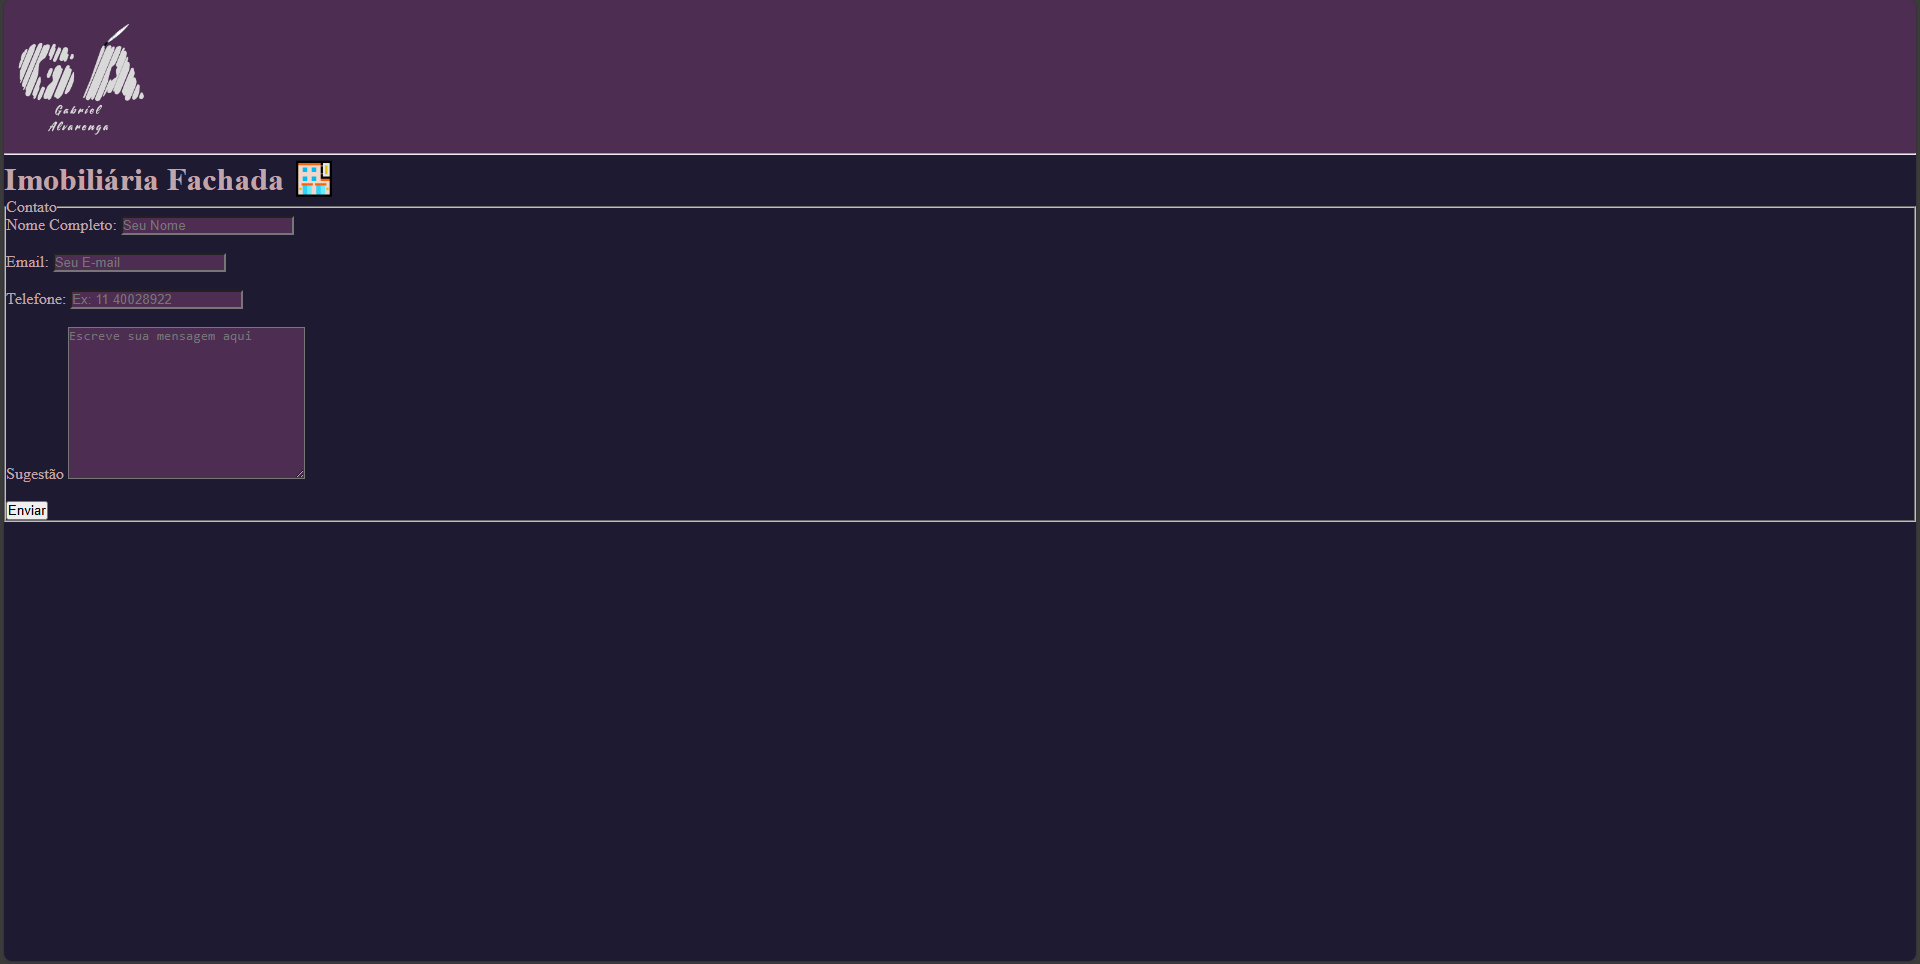 GÁ
Gabriel
Alvarenga
Imobiliária Fachada
Contato
Nome Completo: Seu Nome
Email: Seu E-mail
Telefone: Ex: 11 40028922
Escreve sua mensagem aqui
Sugestão
Enviar